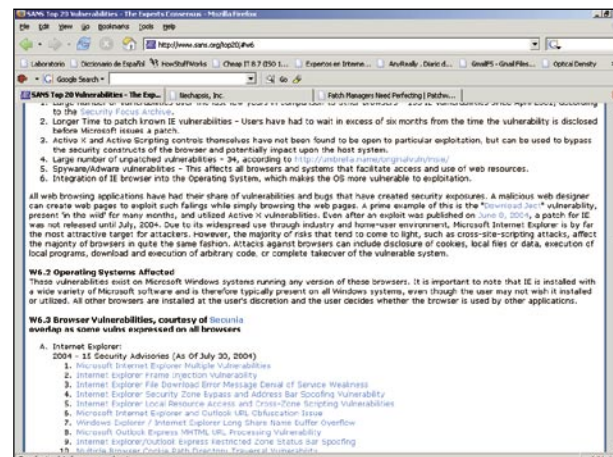 SANS Top 20 Vulnerabilities - The Experts Consensus - Mozilla Firefox
File Edit View Go Bookmarks Tools Help
http://www.sans.org/top20/#w6
Laboratorio Diccionario de Español HowStuffWorks Cheap IT 8.7 (ISO 1... Expertos en Interne... AryReally. Diari d... GmailFS - Gmail Files... Optical Density
Google Search
SANS Top 20 Vulnerabilities - The Exp... Nechapsis, Inc. Patch Managers Need Perfecting | Patchw...
to the Security Focus Archive.
2. Longer Time to patch known IE vulnerabilities - Users have had to wait in excess of six months from the time the vulnerability is disclosed
before Microsoft issues a patch.
3. Active X and Active Scripting controls themselves have not been found to be open to particular exploitation, but can be used to bypass
the security constructs of the browser and potentially impact upon the host system.
4. Large number of unpatched vulnerabilities - 34, according to http://umbrella.name/originalvuln/msie/
5. Spyware/Adware vulnerabilities - This affects all browsers and systems that facilitate access and use of web resources.
6. Integration of IE browser into the Operating System, which makes the OS more vulnerable to exploitation.
All web browsing applications have had their share of vulnerabilities and bugs that have created security exposures. A malicious web designer
can create web pages to exploit such failings while simply browsing the web pages. A prime example of this is the "Download.Ject" vulnerability,
present 'in the wild' for many months, and utilized Active X vulnerabilities. Even after an exploit was published on June 8, 2004, a patch for IE
was not released until July, 2004. Due to its widespread use through industry and home-user environment, Microsoft Internet Explorer is by far
the most attractive target for attackers. However, the majority of risks that tend to come to light, such as cross-site-scripting attacks, affect
the majority of browsers in quite the same fashion. Attacks against browsers can include disclosure of cookies, local files or data, execution of
local programs, download and execution of arbitrary code, or complete takeover of the vulnerable system.
W6.2 Operating Systems Affected
These vulnerabilities exist on Microsoft Windows systems running any version of these browsers. It is important to note that IE is installed with
a wide variety of Microsoft software and is therefore typically present on all Windows systems, even though the user may not wish it installed
or utilized. All other browsers are installed at the user's discretion and the user decides whether the browser is used by other applications.
W6.3 Browser Vulnerabilities, courtesy of Secunia
overlap as some vulns expressed on all browsers
A. Internet Explorer:
2004 - 15 Security Advisories (As Of July 30, 2004)
1. Microsoft Internet Explorer Multiple Vulnerabilities
2. Internet Explorer Frame Injection Vulnerability
3. Internet Explorer File Download Error Message Denial of Service Weakness
4. Internet Explorer Security Zone Bypass and Address Bar Spoofing Vulnerability
5. Internet Explorer Local Resource Access and Cross-Zone Scripting Vulnerabilities
6. Microsoft Internet Explorer and Outlook URL Obfuscation Issue
7. Windows Explorer / Internet Explorer Long Share Name Buffer Overflow
8. Microsoft Outlook Express MHTML URL Processing Vulnerability
9. Internet Explorer/Outlook Express Restricted Zone Status Bar Spoofing
10. Multiple Browser Cookie Path Directory Traversal Vulnerability